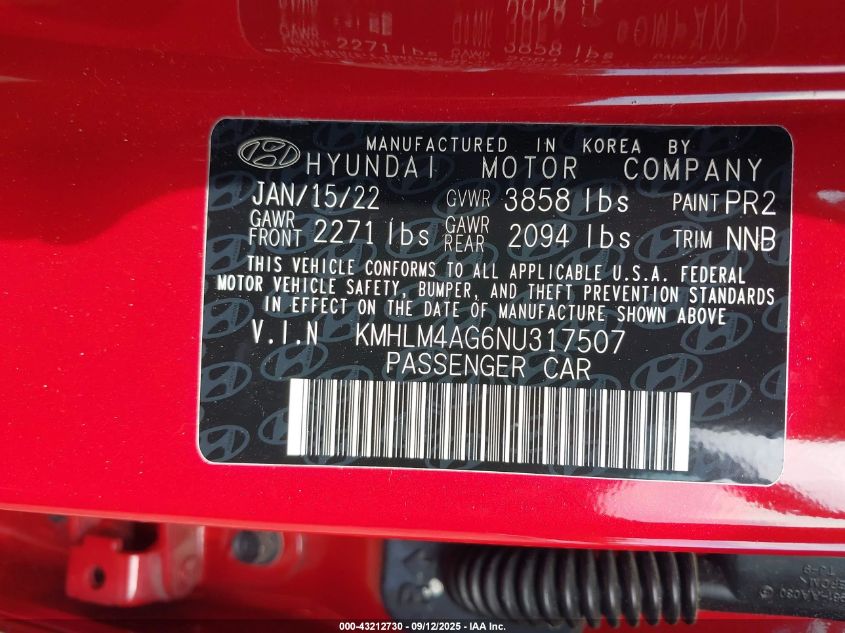 MANUFACTURED IN KOREA BY
HYUNDAI MOTOR COMPANY
JAN/15/22 GVWR 3858 lbs PAINT PR2
GAWR FRONT 2271 lbs GAWR REAR 2094 lbs TRIM NNB
THIS VEHICLE CONFORMS TO ALL APPLICABLE U.S.A. FEDERAL
MOTOR VEHICLE SAFETY, BUMPER, AND THEFT PREVENTION STANDARDS
IN EFFECT ON THE DATE OF MANUFACTURE SHOWN ABOVE.
V.I.N KMHLM4AG6NU317507
PASSENGER CAR
000-43212730 - 09/12/2025 - IAA Inc.